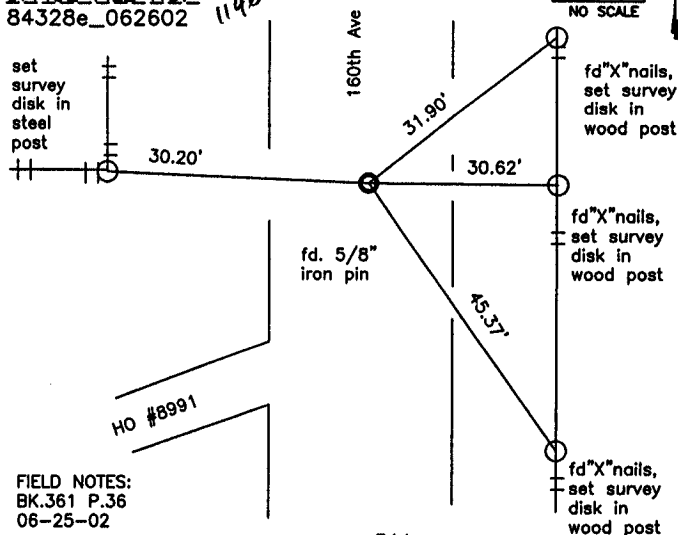 84328e_062602
NO SCALE
160th Ave
set
survey
disk in
steel
post
30.20'
31.90'
30.62'
45.37'
fd"X"nails,
set survey
disk in
wood post
fd"X"nails,
set survey
disk in
wood post
fd. 5/8"
iron pin
HO #8991
FIELD NOTES:
BK.361 P.36
06-25-02
fd"X"nails,
set survey
disk in
wood post